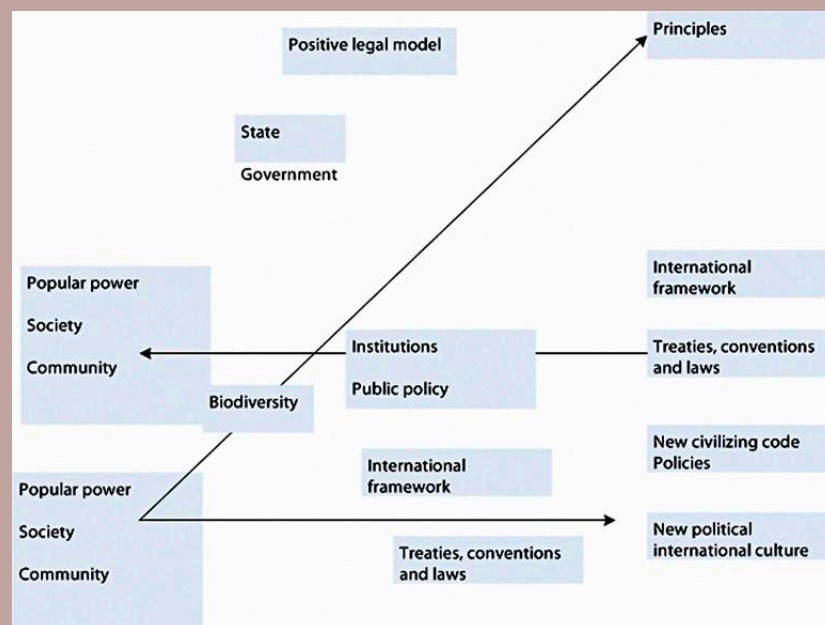 Positive legal model
Principles
State
Government
Popular power
Society
Community
International
framework
Institutions
Public policy
Treaties, conventions
and laws
Biodiversity
New civilizing code
Policies
International
framework
Popular power
Society
Community
New political
international culture
Treaties, conventions
and laws